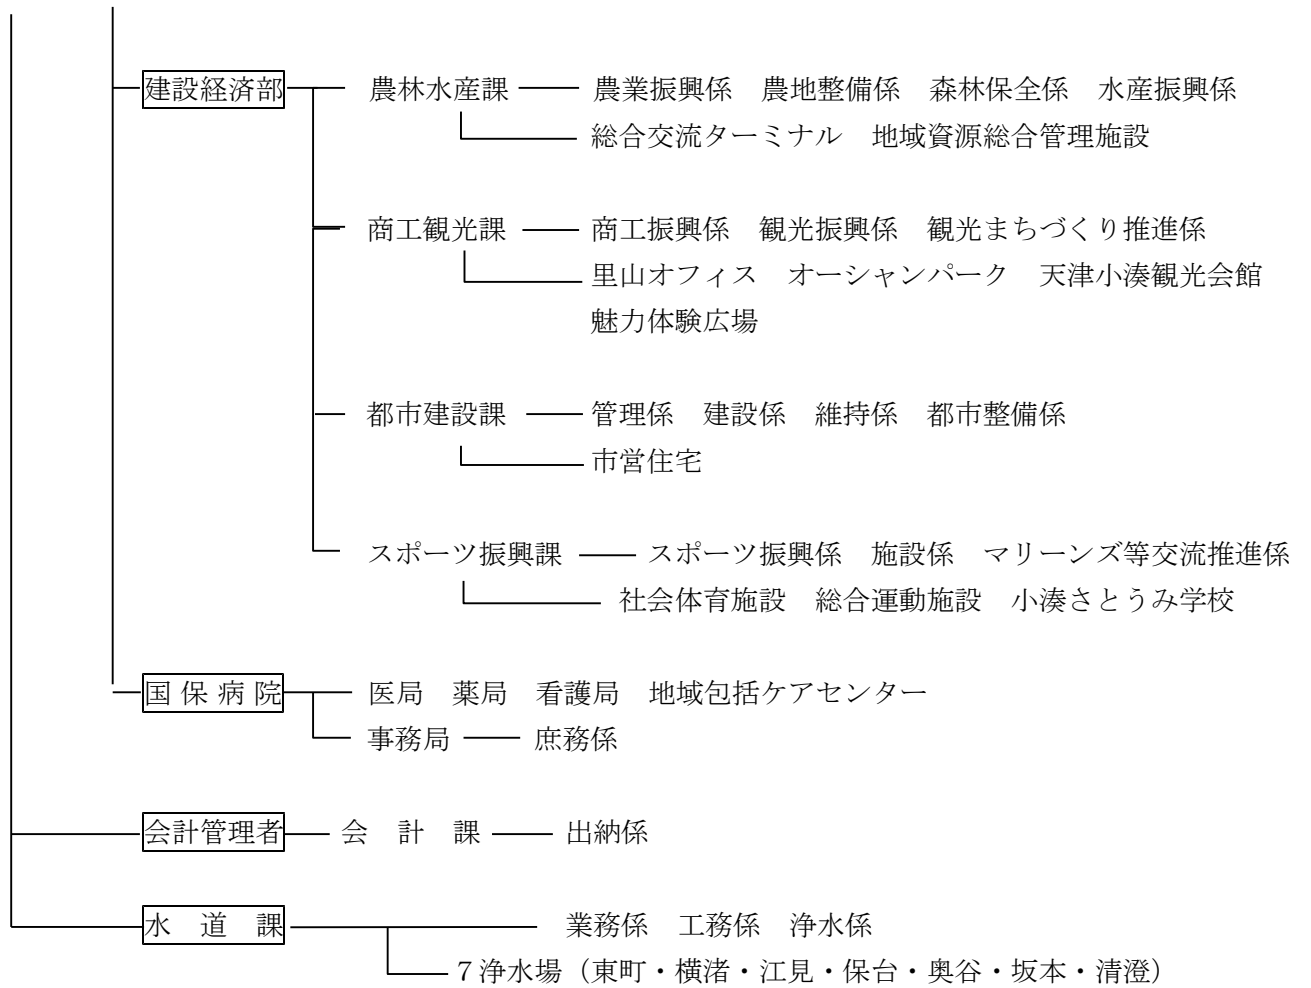 建設経済部 農林水産課 農業振興係 農地整備係 森林保全係 水産振興係
総合交流ターミナル 地域資源総合管理施設
商工観光課 商工振興係 観光振興係 観光まちづくり推進係
里山オフィス オーシャンパーク 天津小湊観光会館
魅力体験広場
都市建設課 管理係 建設係 維持係 都市整備係
市営住宅
スポーツ振興課 スポーツ振興係 施設係 マリーンズ等交流推進係
社会体育施設 総合運動施設 小湊さとうみ学校
国保病院 医局 薬局 看護局 地域包括ケアセンター
事務局 庶務係
会計管理者 会計課 出納係
水道課 業務係 工務係 浄水係
7浄水場（東町・横渚・江見・保台・奥谷・坂本・清澄）